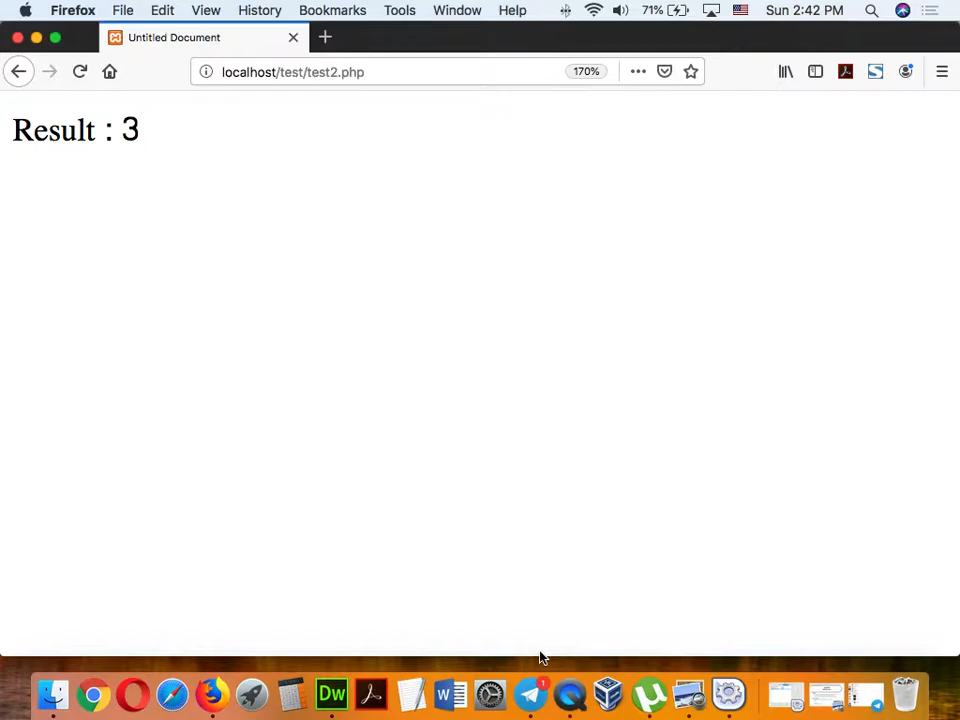 Firefox File Edit View History Bookmarks Tools Window Help 71% Sun 2:42 PM
Untitled Document
localhost/test/test2.php 170%
Result : 3
Dw W 1